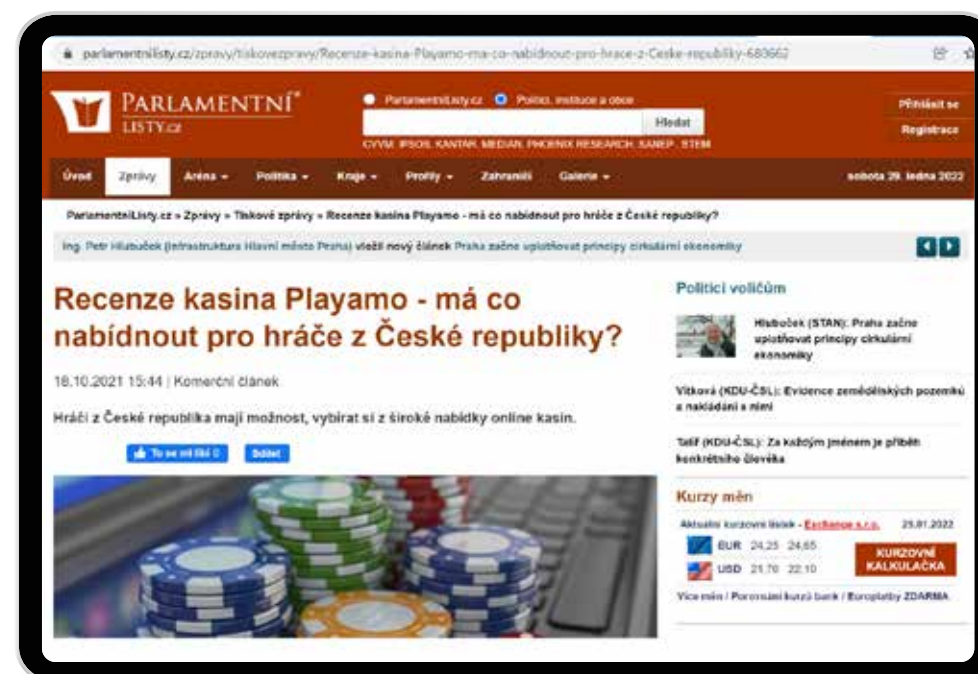 parlamentnilisty.cz/zpravy/tiskovezpravy/Recenze-kasina-Playamo-ma-co-nabidnout-pro-hrace-z-Ceske-republiky-680662
PARLAMENTNÍ
LISTY.cz
ParlamentniListy.cz Politici, instituce a obce
Hledat
CVVM, IPSOS, KANTAR, MEDIAN, PHOENIX RESEARCH, SANEP, STEM
Přihlásit se
Registrace
Úvod Zprávy Aréna Politika Kraje Profily Zahraničí Galerie sobota 29. ledna 2022
ParlamentniListy.cz » Zprávy » Tiskové zprávy » Recenze kasina Playamo - má co nabídnout pro hráče z České republiky?
Ing. Petr Hlubuček (Infrastruktura Hlavní město Praha) vložil nový článek Praha začne uplatňovat principy cirkulární ekonomiky
Recenze kasina Playamo - má co
nabídnout pro hráče z České republiky?
18.10.2021 15:44 | Komerční článek
Hráči z České republika mají možnost, vybírat si z široké nabídky online kasin.
To se mi líbí 0 Sdílet
Politici voličům
Hlubuček (STAN): Praha začne
uplatňovat principy cirkulární
ekonomiky
Vítková (KDU-ČSL): Evidence zemědělských pozemků
a nakládání s nimi
Talíř (KDU-ČSL): Za každým jménem je příběh
konkrétního člověka
Kurzy měn
Aktuální kurzovní lístek - Exchange s.r.o. 25.01.2022
EUR 24,25 24,65
USD 21,70 22,10
KURZOVNÍ
KALKULAČKA
Více měn / Porovnání kurzů bank / Europlatby ZDARMA